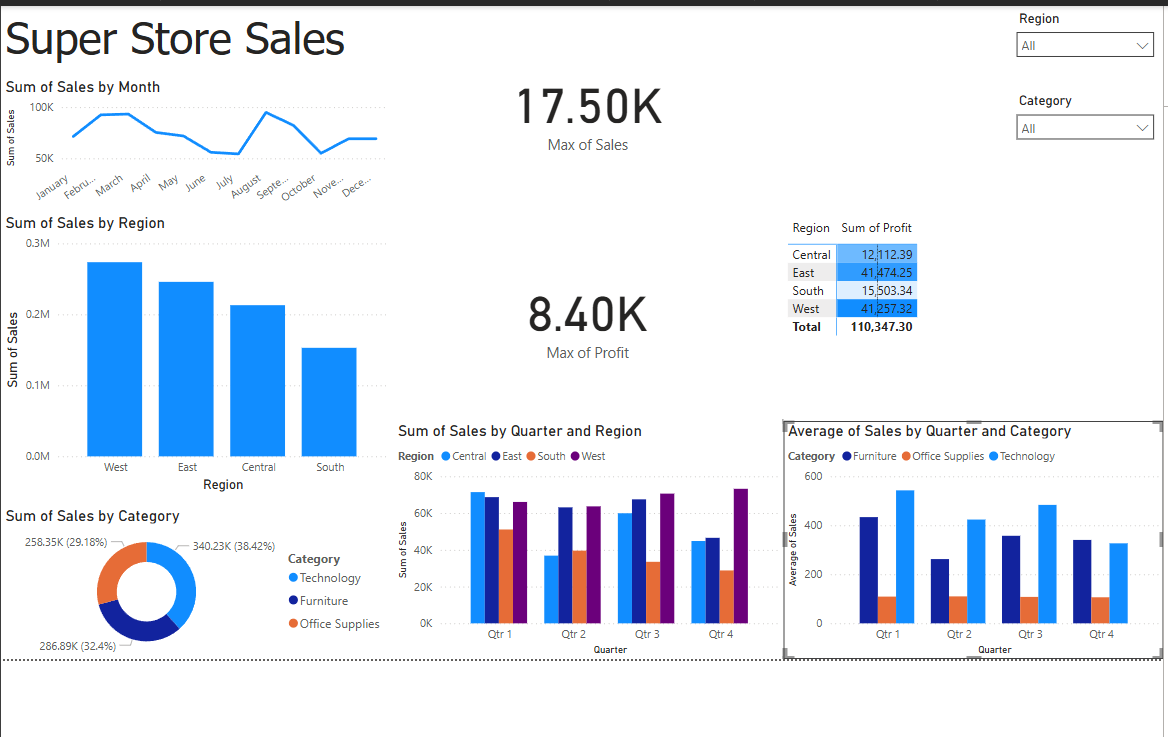 Super Store Sales
Region
All
Category
All
Sum of Sales by Month
Sum of Sales
100K
50K
January
Febru...
March
April
May
June
July
August
Septe...
October
Nove...
Dece...
17.50K
Max of Sales
Sum of Sales by Region
Sum of Sales
0.3M
0.2M
0.1M
0.0M
West East Central South
Region
8.40K
Max of Profit
Region Sum of Profit
Central 12,112.39
East 41,474.25
South 15,503.34
West 41,257.32
Total 110,347.30
Sum of Sales by Category
258.35K (29.18%)
340.23K (38.42%)
286.89K (32.4%)
Category
Technology
Furniture
Office Supplies
Sum of Sales by Quarter and Region
Region Central East South West
Sum of Sales
80K
60K
40K
20K
0K
Qtr 1 Qtr 2 Qtr 3 Qtr 4
Quarter
Average of Sales by Quarter and Category
Category Furniture Office Supplies Technology
Average of Sales
600
400
200
0
Qtr 1 Qtr 2 Qtr 3 Qtr 4
Quarter